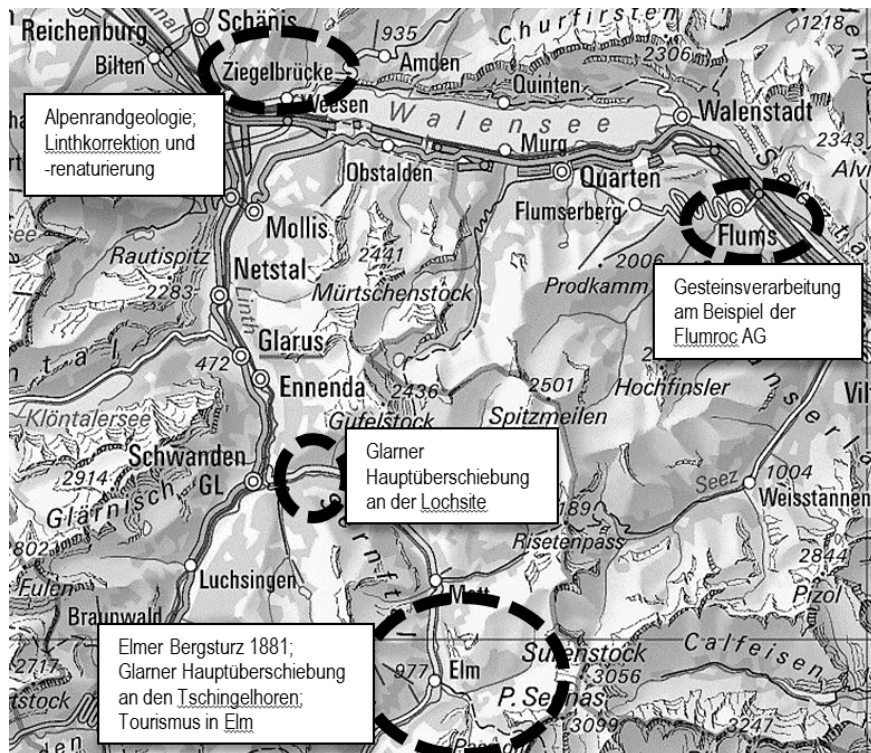 Reichenburg
Schänis
Bilten
Ziegelbrücke
935
Amden
Churfirsten
2306
1218
Weesen
Quinten
Walensee
Walenstadt
2343
Murg
Obstalden
Quarten
Flumserberg
Flums
Alpenrandgeologie;
Linthkorrektion und
-renaturierung
Mollis
Rautispitz
2283
Netstal
Linth
2441
Mürtschenstock
2006
Prodkamm
Gesteinsverarbeitung
am Beispiel der
Flumroc AG
Glarus
472
Ennenda
Klöntalersee
2436
Gufelstock
2501
Spitzmeilen
Hochfinsler
Schwanden
GL
2914
Glärnisch
Glarner
Hauptüberschiebung
an der Lochsite
Seez
1004
Weisstannen
Risetenpass
2844
Pizol
Luchsingen
Matt
Braunwald
Elmer Bergsturz 1881;
Glarner Hauptüberschiebung
an den Tschingelhoren;
Tourismus in Elm
2717
977
Elm
3056
Calfeisen
3099
3247